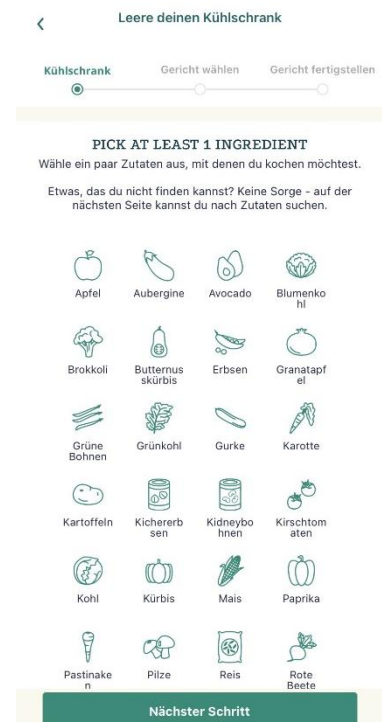 Leere deinen Kühlschrank
Kühlschrank Gericht wählen Gericht fertigstellen
PICK AT LEAST 1 INGREDIENT
Wähle ein paar Zutaten aus, mit denen du kochen möchtest.
Etwas, das du nicht finden kannst? Keine Sorge - auf der
nächsten Seite kannst du nach Zutaten suchen.
Apfel Aubergine Avocado Blumenko
hl
Brokkoli Butternus Erbsen Granatapf
skürbis el
Grüne Grünkohl Gurke Karotte
Bohnen
Kartoffeln Kichererb Kidneybo Kirschtom
sen hnen aten
Kohl Kürbis Mais Paprika
Pastinake Pilze Reis Rote
n Beete
Nächster Schritt